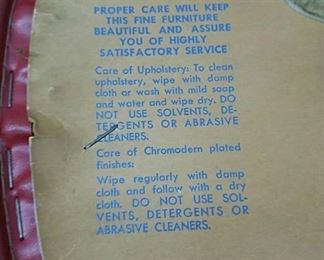 PROPER CARE WILL KEEP
THIS FINE FURNITURE
BEAUTIFUL AND ASSURE
YOU OF HIGHLY
SATISFACTORY SERVICE
Care of Upholstery: To clean
upholstery, wipe with damp
cloth or wash with mild soap
and water and wipe dry. DO
NOT USE SOLVENTS, DE-
TERGENTS OR ABRASIVE
CLEANERS.
Care of Chromodern plated
finishes:
Wipe regularly with damp
cloth and follow with a dry
cloth. DO NOT USE SOL-
VENTS, DETERGENTS OR
ABRASIVE CLEANERS.